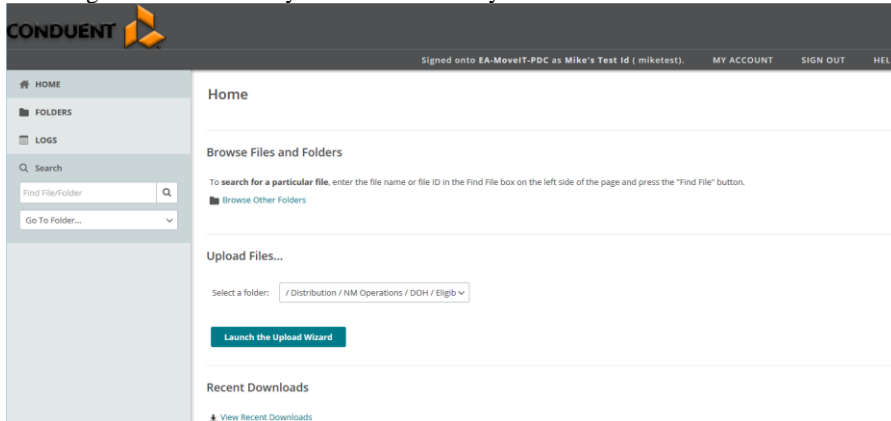 CONDUENT
Signed onto EA-MoveIT-PDC as Mike's Test Id ( miketest). MY ACCOUNT SIGN OUT
HOME
FOLDERS
LOGS
Search
Find File/Folder
Go To Folder...
Home
Browse Files and Folders
To search for a particular file, enter the file name or file ID in the Find File box on the left side of the page and press the "Find File" button.
Browse Other Folders
Upload Files...
Select a folder: / Distribution / NM Operations / DOH / Eligib
Launch the Upload Wizard
Recent Downloads
View Recent Downloads